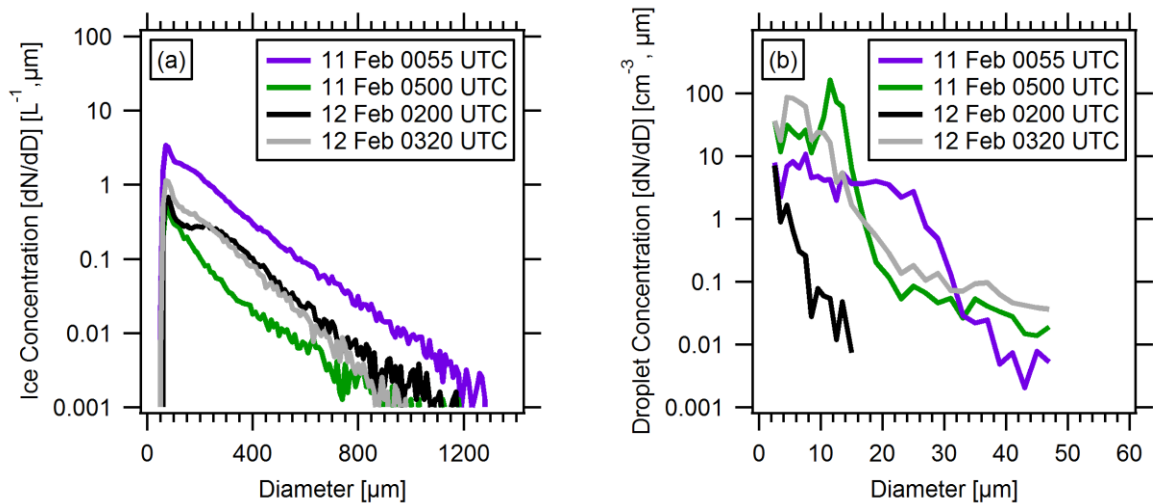 (a)
11 Feb 0055 UTC
11 Feb 0500 UTC
12 Feb 0200 UTC
12 Feb 0320 UTC
Ice Concentration [dN/dD] [L⁻¹,µm]
100
10
1
0.1
0.01
0.001
0 400 800 1200
Diameter [µm]
(b)
11 Feb 0055 UTC
11 Feb 0500 UTC
12 Feb 0200 UTC
12 Feb 0320 UTC
Droplet Concentration [dN/dD] [cm⁻³, µm]
100
10
1
0.1
0.01
0.001
0 10 20 30 40 50 60
Diameter [µm]